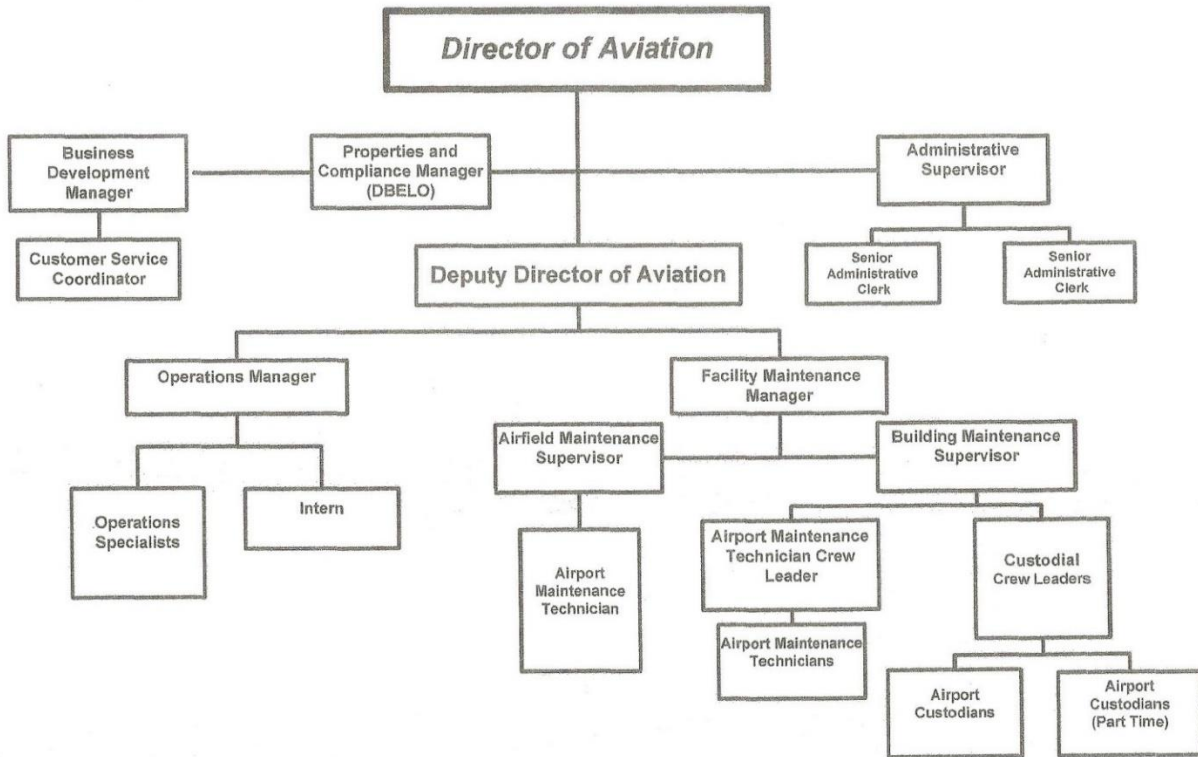 Director of Aviation
Business
Development
Manager
Properties and
Compliance Manager
(DBELO)
Administrative
Supervisor
Customer Service
Coordinator
Deputy Director of Aviation
Senior
Administrative
Clerk
Senior
Administrative
Clerk
Operations Manager
Facility Maintenance
Manager
Airfield Maintenance
Supervisor
Building Maintenance
Supervisor
Operations
Specialists
Intern
Airport
Maintenance
Technician
Airport Maintenance
Technician Crew
Leader
Custodial
Crew Leaders
Airport Maintenance
Technicians
Airport
Custodians
Airport
Custodians
(Part Time)